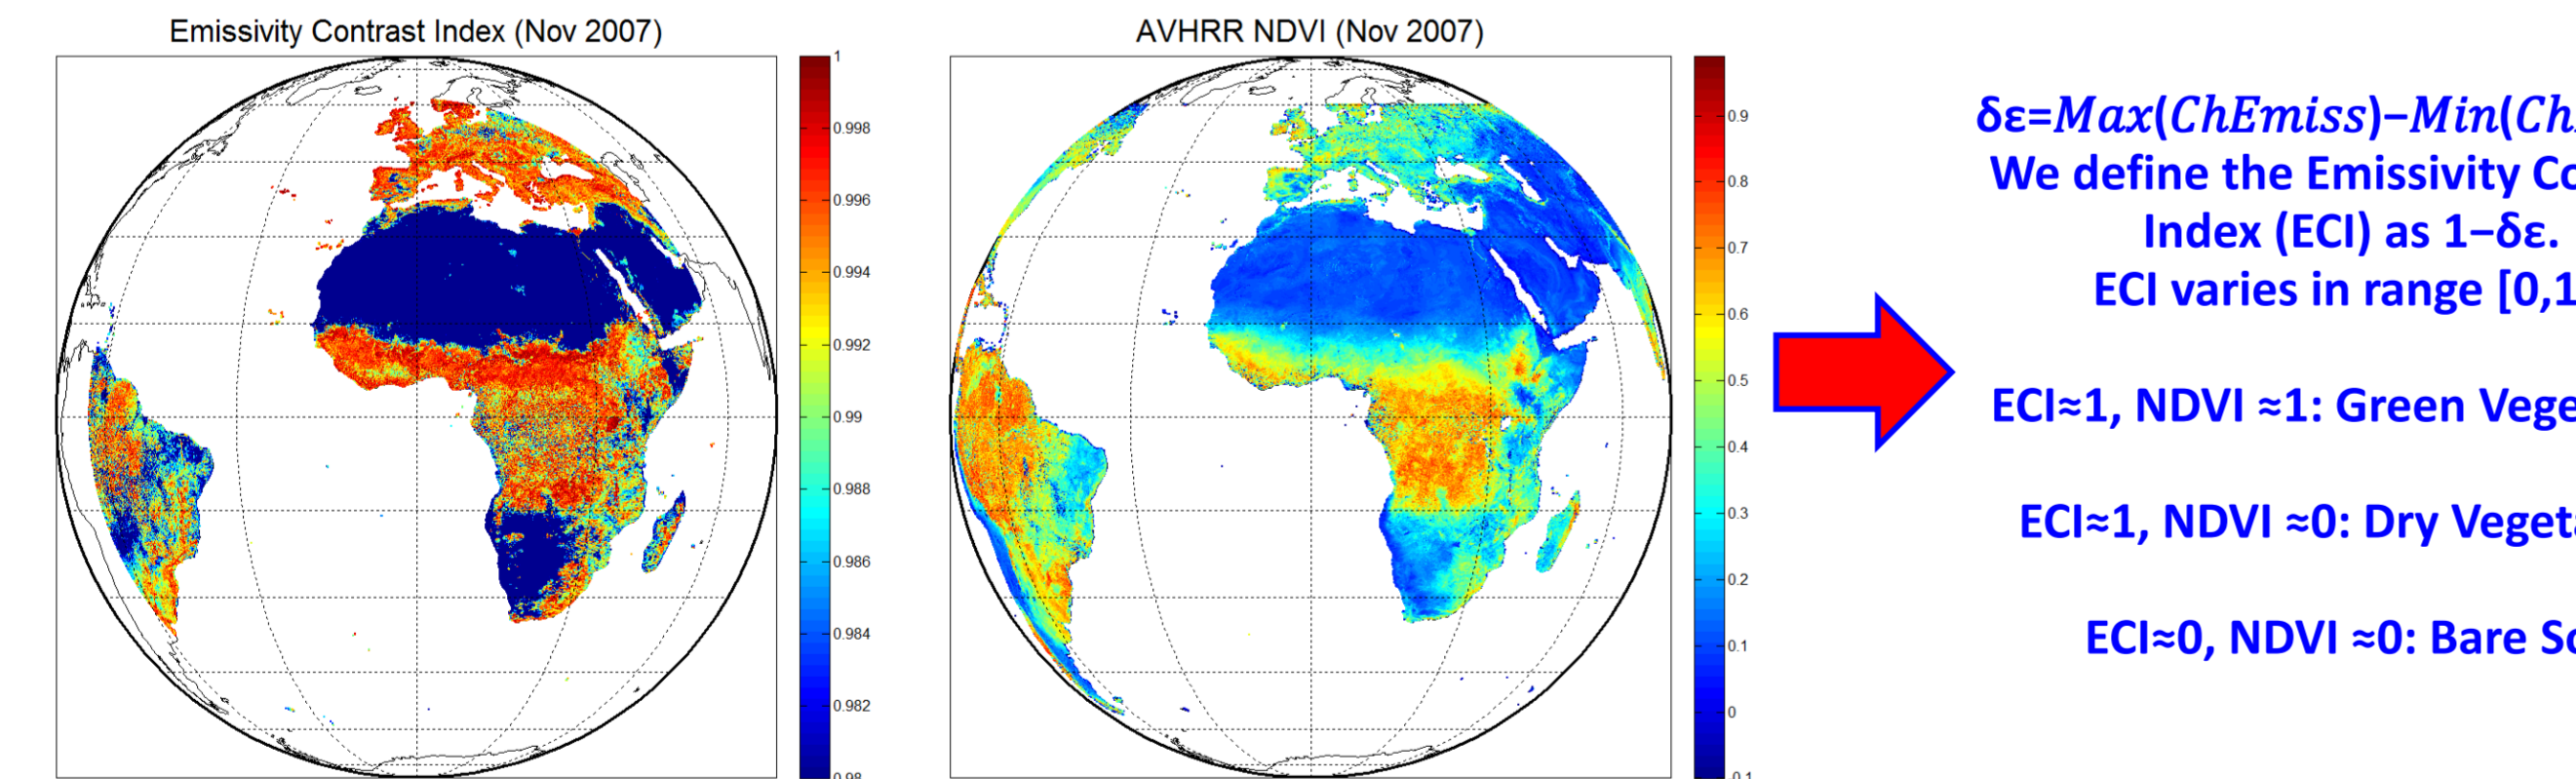 Emissivity Contrast Index (Nov 2007)
1
0.998
0.996
0.994
0.992
0.99
0.988
0.986
0.984
0.982
0.98
AVHRR NDVI (Nov 2007)
0.9
0.8
0.7
0.6
0.5
0.4
0.3
0.2
0.1
0
-0.1
δε=Max(ChEmiss)−Min(Ch
We define the Emissivity Co
Index (ECI) as 1−δε.
ECI varies in range [0,1
ECI≈1, NDVI ≈1: Green Vege
ECI≈1, NDVI ≈0: Dry Veget
ECI≈0, NDVI ≈0: Bare So